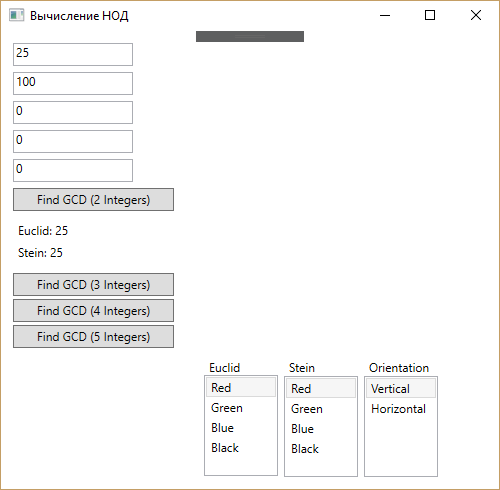 Вычисление НОД
25
100
0
0
0
Find GCD (2 Integers)
Euclid: 25
Stein: 25
Find GCD (3 Integers)
Find GCD (4 Integers)
Find GCD (5 Integers)
Euclid Stein Orientation
Red Red Vertical
Green Green Horizontal
Blue Blue
Black Black